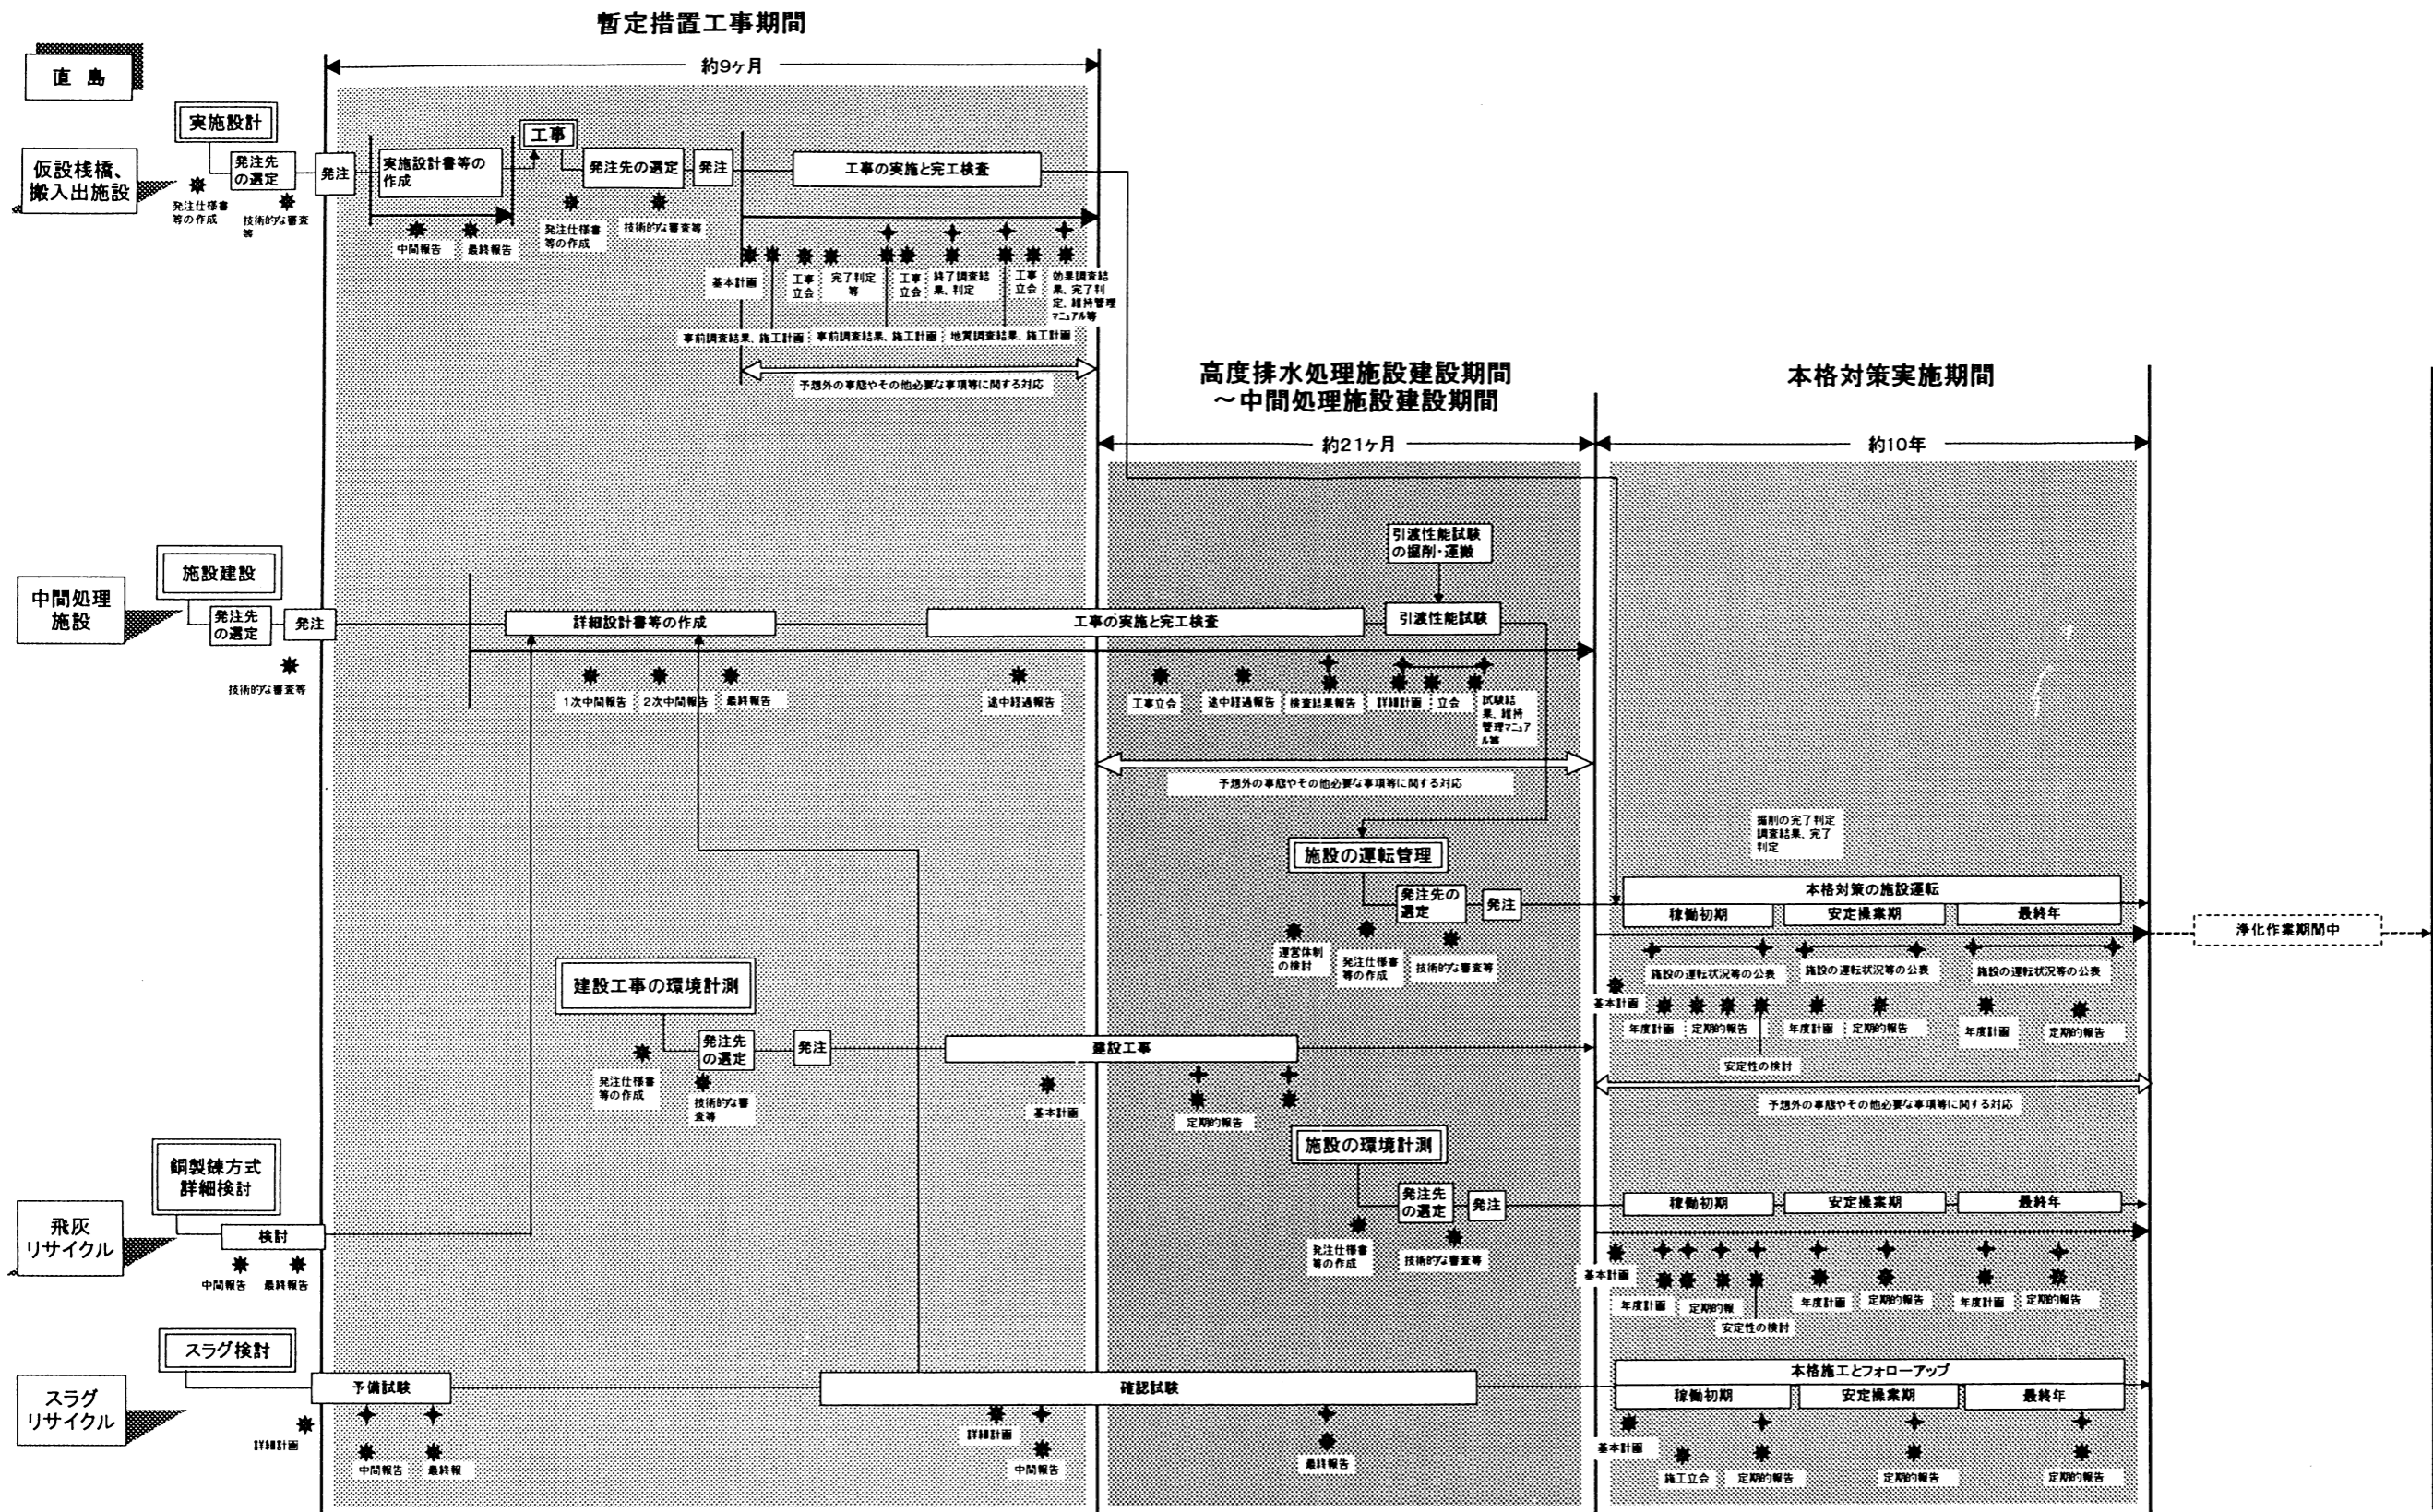 暫定措置工事期間
直島
約9ヶ月
実施設計
仮設桟橋、
搬入出施設
発注先
の選定
発注
発注仕様書
等の作成
技術的な審査
等
実施設計書等の
作成
中間報告
最終報告
工事
発注先の選定
発注
発注仕様書
等の作成
技術的な審査等
工事の実施と完工検査
基本計画
工事
立会
完了判定
等
工事
立会
終了調査結
果、判定
工事
立会
効果調査結
果、完了判
定、維持管理
マニュアル等
事前調査結果、施工計画
事前調査結果、施工計画
地質調査結果、施工計画
予想外の事態やその他必要な事項等に関する対応
高度排水処理施設建設期間
～中間処理施設建設期間
本格対策実施期間
約21ヶ月
約10年
引渡性能試験
の掘削・運搬
中間処理
施設
施設建設
発注先
の選定
発注
技術的な審査等
詳細設計書等の作成
工事の実施と完工検査
引渡性能試験
1次中間報告
2次中間報告
最終報告
途中経過報告
工事立会
途中経過報告
検査結果報告
詳細計画
立会
試験結
果、維持
管理マニュア
ル等
予想外の事態やその他必要な事項等に関する対応
掘削の完了判定
調査結果、完了
判定
施設の運転管理
発注先の
選定
発注
運営体制
の検討
発注仕様書
等の作成
技術的な審査等
本格対策の施設運転
稼働初期
安定操業期
最終年
浄化作業期間中
施設の運転状況等の公表
施設の運転状況等の公表
施設の運転状況等の公表
基本計画
年度計画
定期的報告
年度計画
定期的報告
年度計画
定期的報告
安定性の検討
予想外の事態やその他必要な事項等に関する対応
建設工事の環境計測
発注先
の選定
発注
発注仕様書
等の作成
技術的な審
査等
建設工事
基本計画
定期的報告
施設の環境計測
発注先
の選定
発注
発注仕様書
等の作成
技術的な審査等
稼働初期
安定操業期
最終年
基本計画
年度計画
定期的報
年度計画
定期的報告
年度計画
定期的報告
安定性の検討
飛灰
リサイクル
銅製錬方式
詳細検討
検討
中間報告
最終報告
スラグ
リサイクル
スラグ検討
詳細計画
予備試験
中間報告
最終報
確認試験
詳細計画
中間報告
最終報告
本格施工とフォローアップ
稼働初期
安定操業期
最終年
基本計画
施工立会
定期的報告
定期的報告
定期的報告